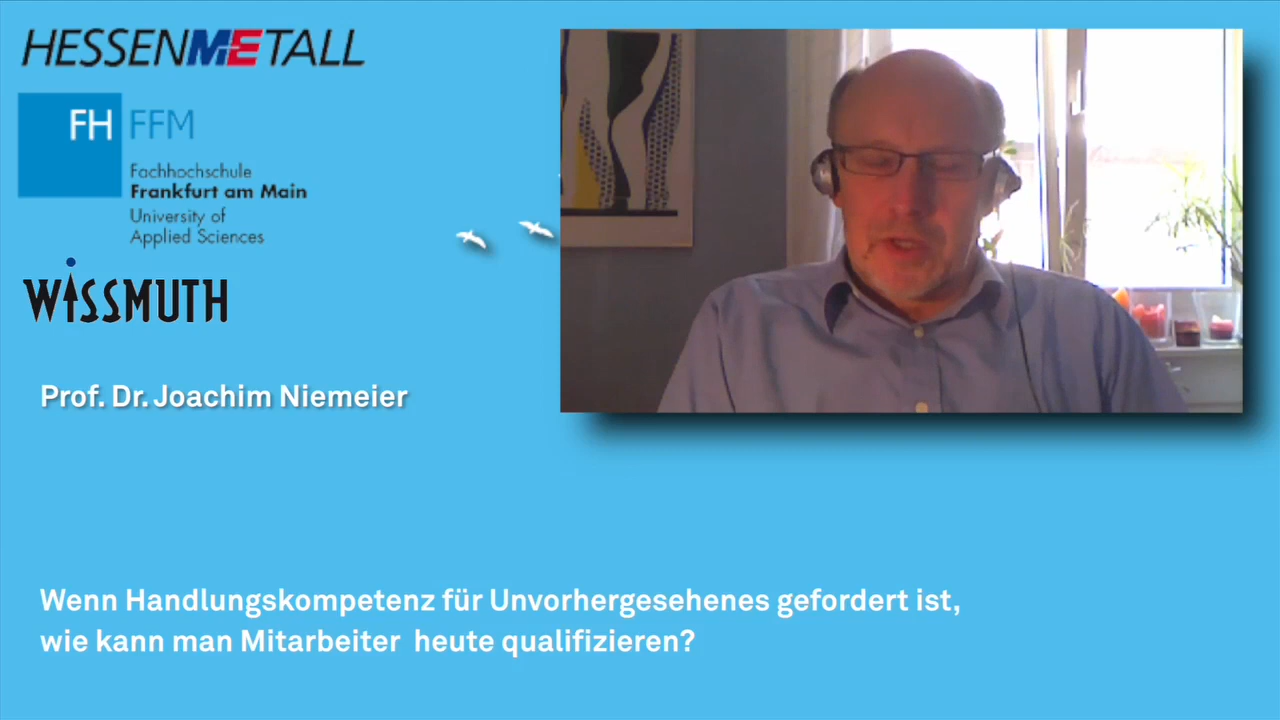 HESSENMETALL
FH FFM
Fachhochschule
Frankfurt am Main
University of
Applied Sciences
WISSMUTH
Prof. Dr. Joachim Niemeier
Wenn Handlungskompetenz für Unvorhergesehenes gefordert ist,
wie kann man Mitarbeiter heute qualifizieren?